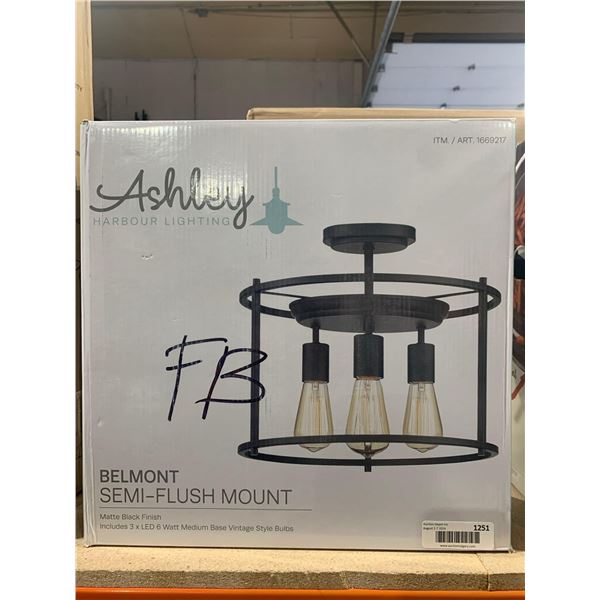 ITM. / ART. 1669217
Ashley
HARBOUR LIGHTING
FB
BELMONT
SEMI-FLUSH MOUNT
Matte Black Finish
Includes 3 x LED 6 Watt Medium Base Vintage Style Bulbs
1251